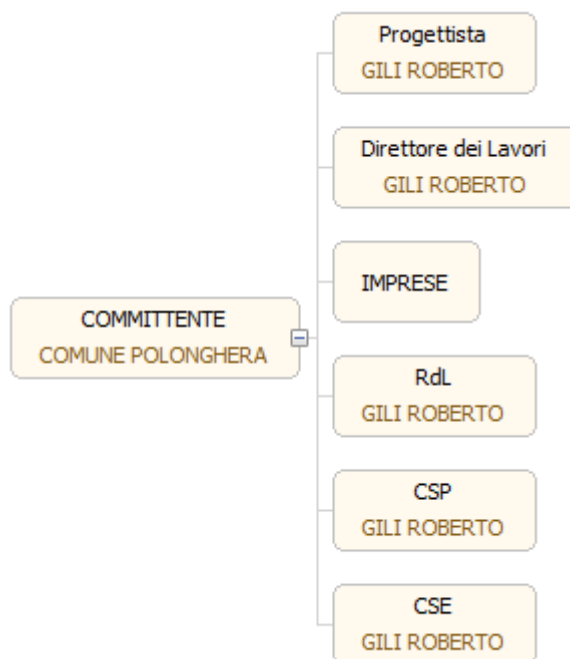 Progettista
GILI ROBERTO
Direttore dei Lavori
GILI ROBERTO
IMPRESE
COMMITTENTE
COMUNE POLONGHERA
RdL
GILI ROBERTO
CSP
GILI ROBERTO
CSE
GILI ROBERTO